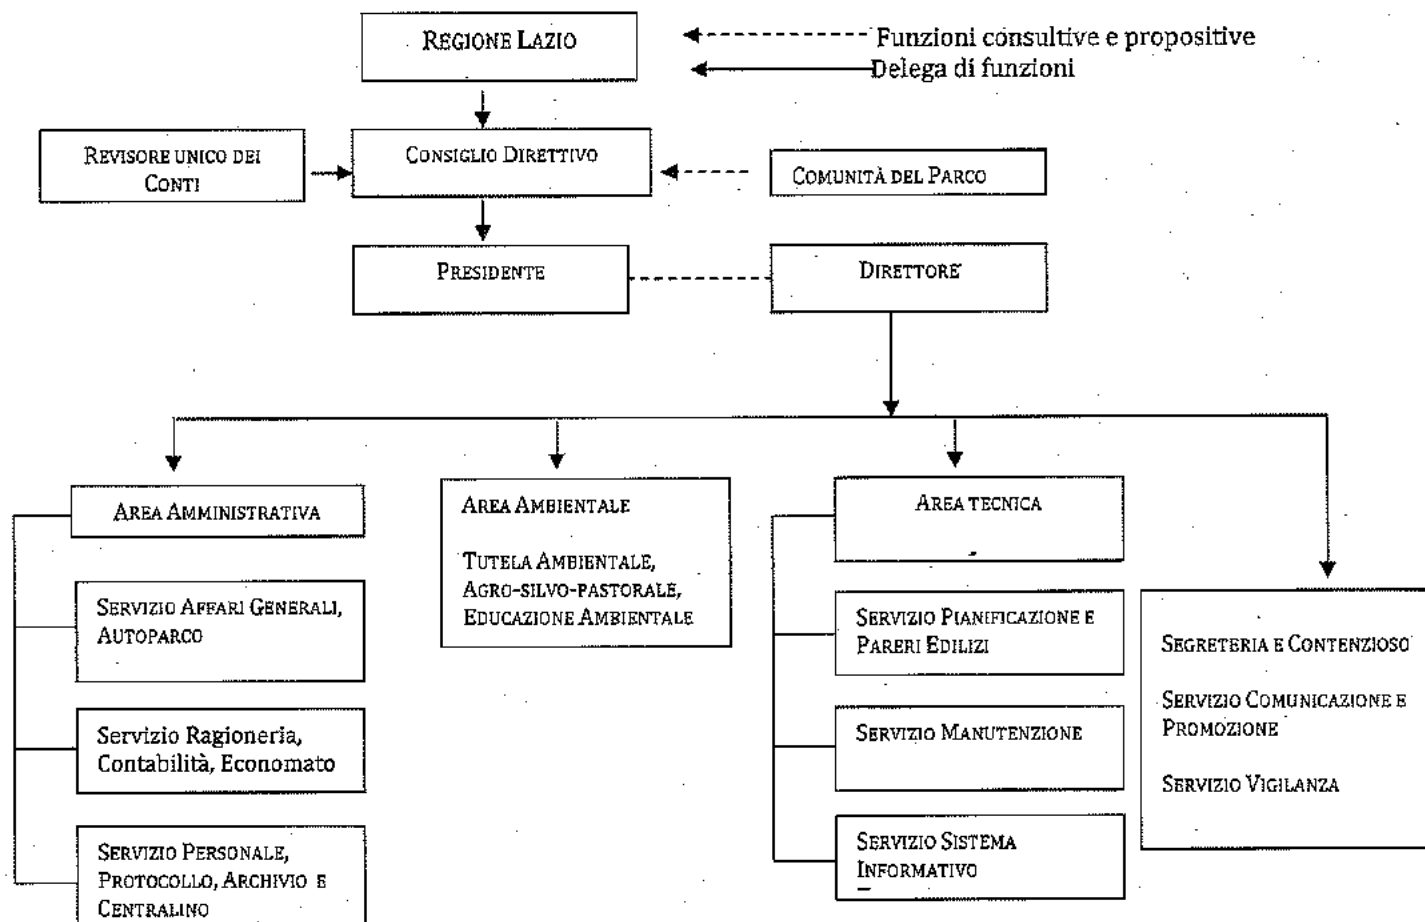 REGIONE LAZIO
Funzioni consultive e propositive
Delega di funzioni
REVISORE UNICO DEI
CONTI
CONSIGLIO DIRETTIVO
COMUNITÀ DEL PARCO
PRESIDENTE
DIRETTORE
AREA AMMINISTRATIVA
SERVIZIO AFFARI GENERALI,
AUTOPARCO
Servizio Ragioneria,
Contabilità, Economato
SERVIZIO PERSONALE,
PROTOCOLLO, ARCHIVIO E
CENTRALINO
AREA AMBIENTALE
TUTELA AMBIENTALE,
AGRO-SILVO-PASTORALE,
EDUCAZIONE AMBIENTALE
AREA TECNICA
SERVIZIO PIANIFICAZIONE E
PARERI EDILIZI
SERVIZIO MANUTENZIONE
SERVIZIO SISTEMA
INFORMATIVO
SEGRETERIA E CONTENZIOSO
SERVIZIO COMUNICAZIONE E
PROMOZIONE
SERVIZIO VIGILANZA